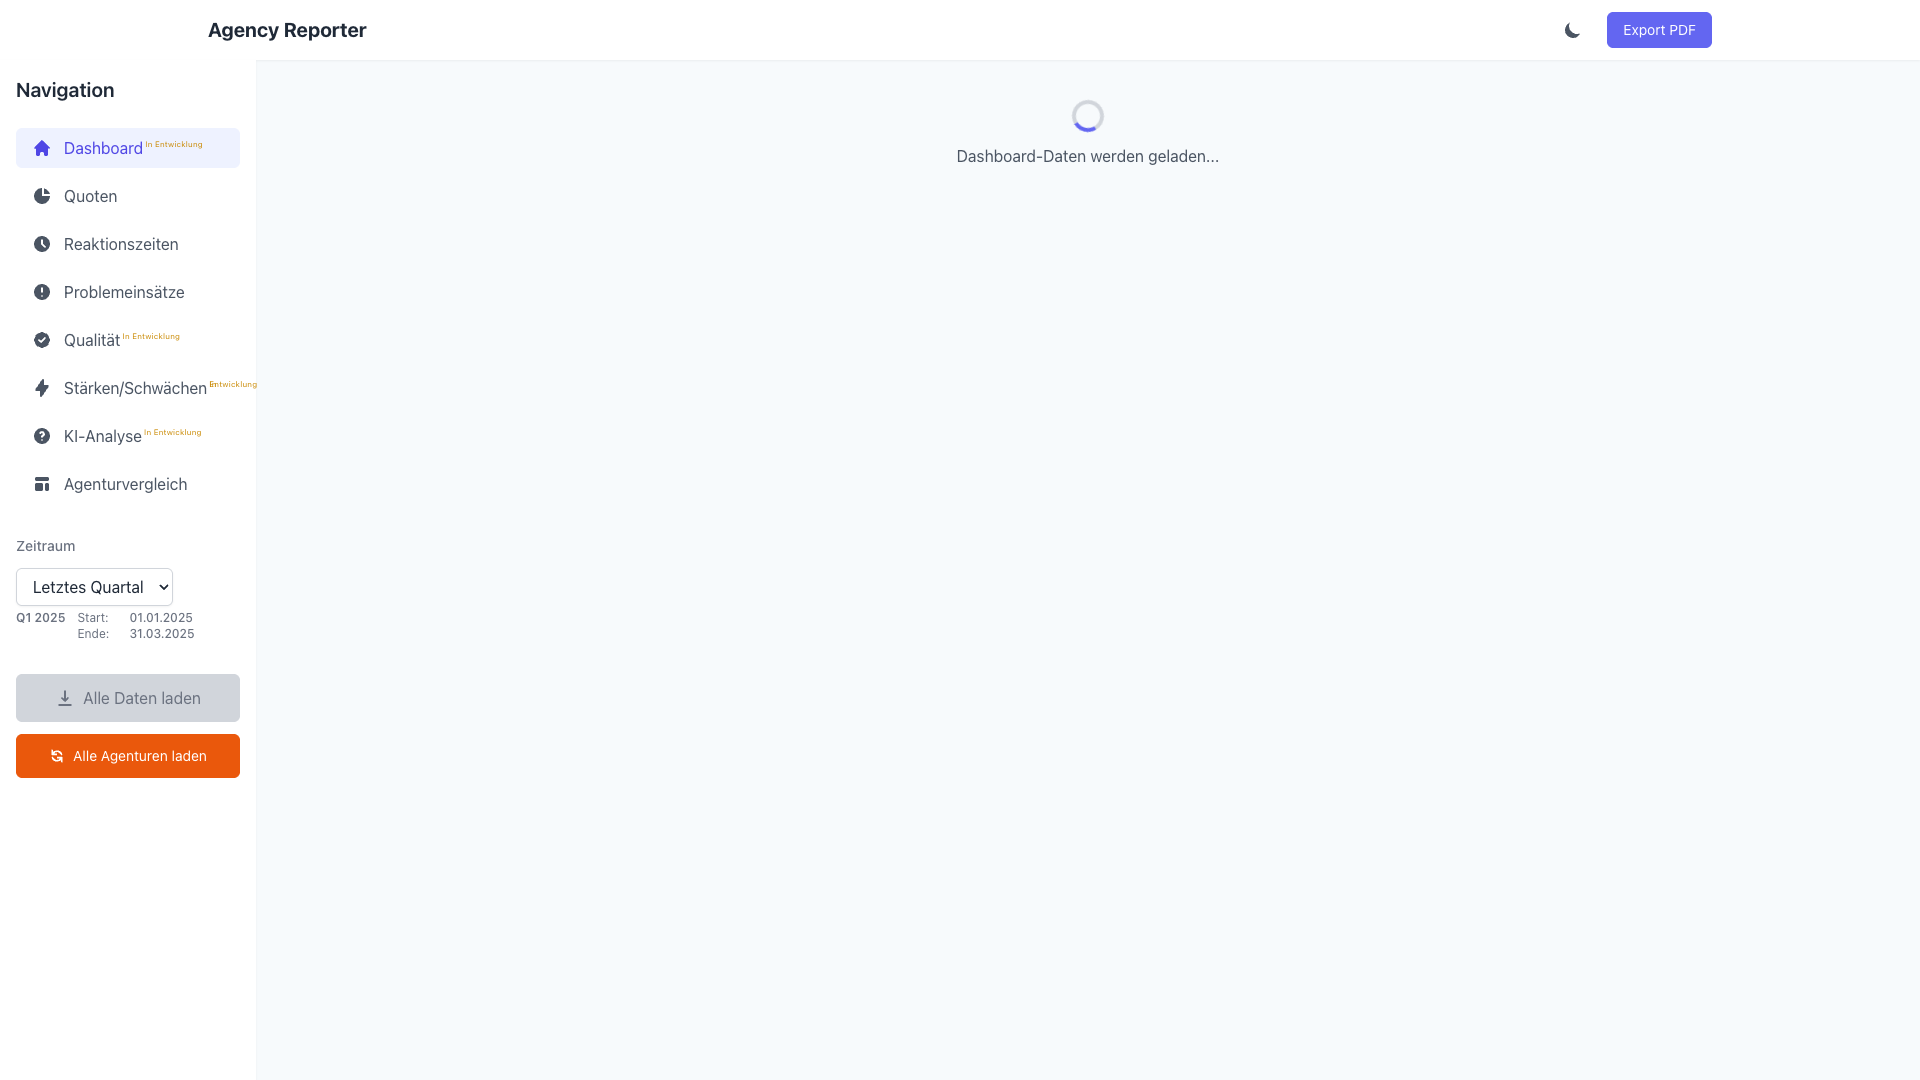 Agency Reporter
Export PDF
Navigation
Dashboard In Entwicklung
Quoten
Reaktionszeiten
Problemeinsätze
Qualität In Entwicklung
Stärken/Schwächen Entwicklung
KI-Analyse In Entwicklung
Agenturvergleich
Zeitraum
Letztes Quartal
Q1 2025 Start: 01.01.2025
Ende: 31.03.2025
Alle Daten laden
Alle Agenturen laden
Dashboard-Daten werden geladen...